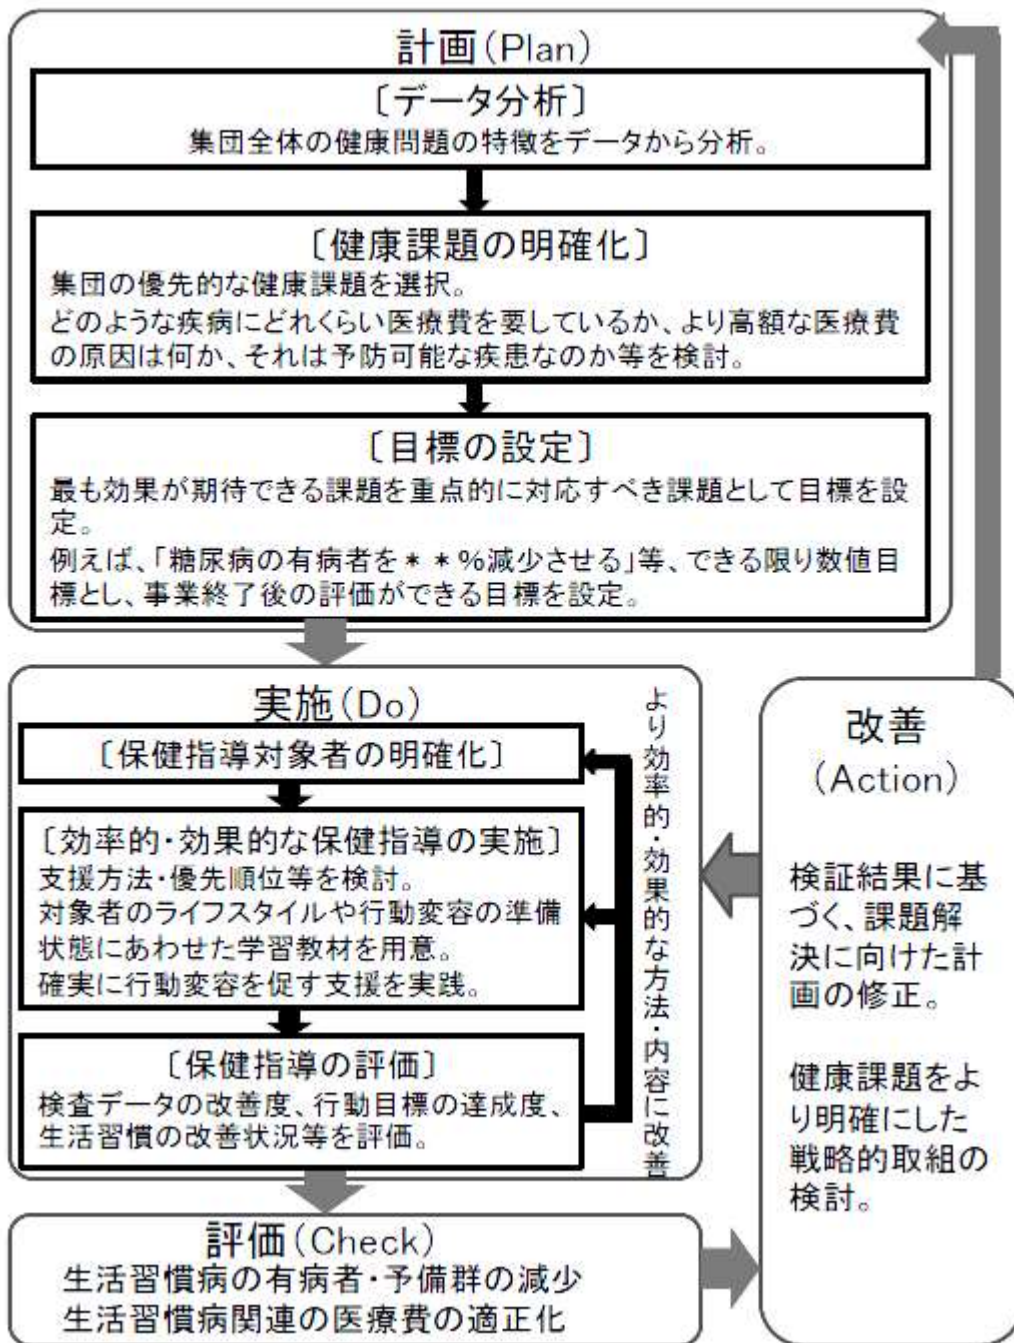 計画(Plan)
〔データ分析〕
集団全体の健康問題の特徴をデータから分析。
〔健康課題の明確化〕
集団の優先的な健康課題を選択。
どのような疾病にどれくらい医療費を要しているか、より高額な医療費
の原因は何か、それは予防可能な疾患なのか等を検討。
〔目標の設定〕
最も効果が期待できる課題を重点的に対応すべき課題として目標を設
定。
例えば、「糖尿病の有病者を＊＊%減少させる」等、できる限り数値目
標とし、事業終了後の評価ができる目標を設定。
実施(Do)
〔保健指導対象者の明確化〕
〔効率的・効果的な保健指導の実施〕
支援方法・優先順位等を検討。
対象者のライフスタイルや行動変容の準備
状態にあわせた学習教材を用意。
確実に行動変容を促す支援を実践。
〔保健指導の評価〕
検査データの改善度、行動目標の達成度、
生活習慣の改善状況等を評価。
より効率的・効果的な方法・内容に改善
評価(Check)
生活習慣病の有病者・予備群の減少
生活習慣病関連の医療費の適正化
改善
(Action)
検証結果に基
づく、課題解
決に向けた計
画の修正。
健康課題をよ
り明確にした
戦略的取組の
検討。